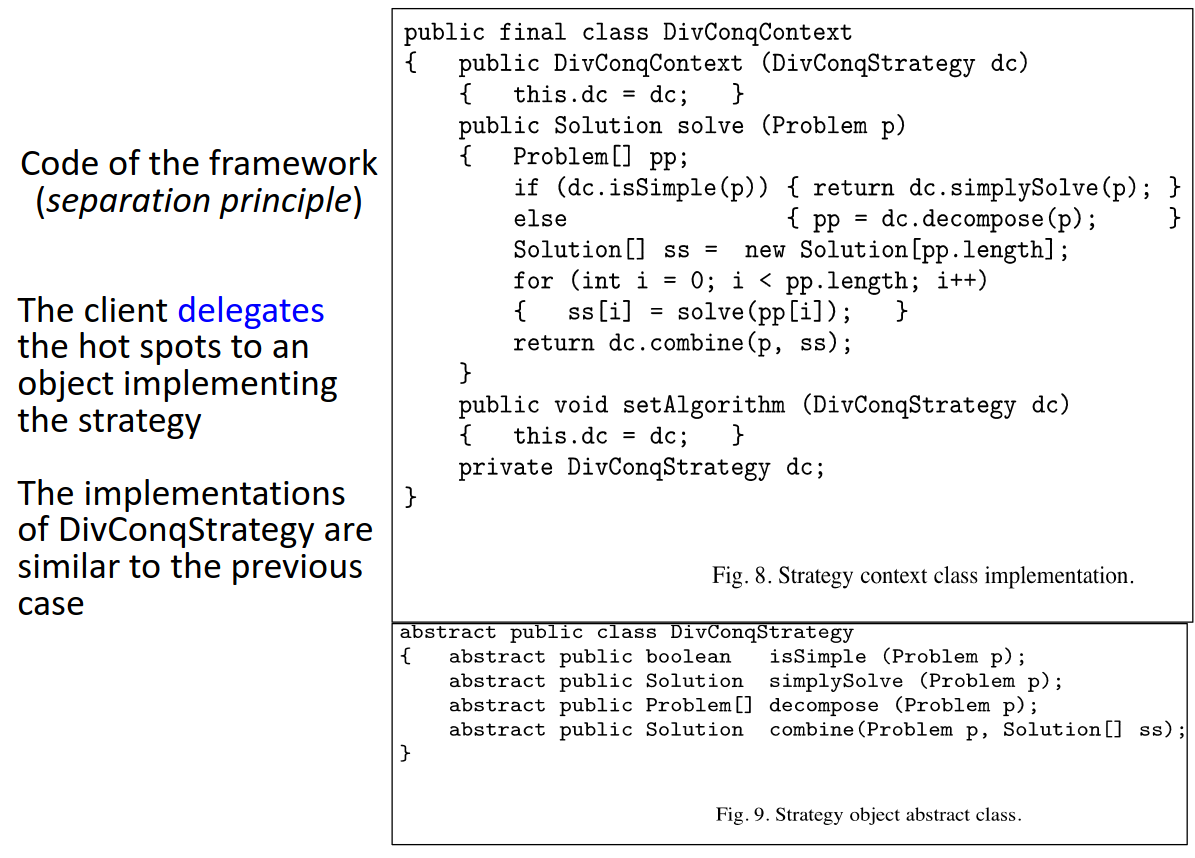 Code of the framework
(separation principle)
The client delegates
the hot spots to an
object implementing
the strategy
The implementations
of DivConqStrategy are
similar to the previous
case
public final class DivConqContext
{   public DivConqContext (DivConqStrategy dc)
    {   this.dc = dc;   }
    public Solution solve (Problem p)
    {   Problem[] pp;
        if (dc.isSimple(p)) { return dc.simplySolve(p); }
        else                { pp = dc.decompose(p);     }
        Solution[] ss =  new Solution[pp.length];
        for (int i = 0; i < pp.length; i++)
        {   ss[i] = solve(pp[i]);   }
        return dc.combine(p, ss);
    }
    public void setAlgorithm (DivConqStrategy dc)
    {   this.dc = dc;   }
    private DivConqStrategy dc;
}
Fig. 8. Strategy context class implementation.
abstract public class DivConqStrategy
{   abstract public boolean   isSimple (Problem p);
    abstract public Solution  simplySolve (Problem p);
    abstract public Problem[] decompose (Problem p);
    abstract public Solution  combine(Problem p, Solution[] ss);
}
Fig. 9. Strategy object abstract class.